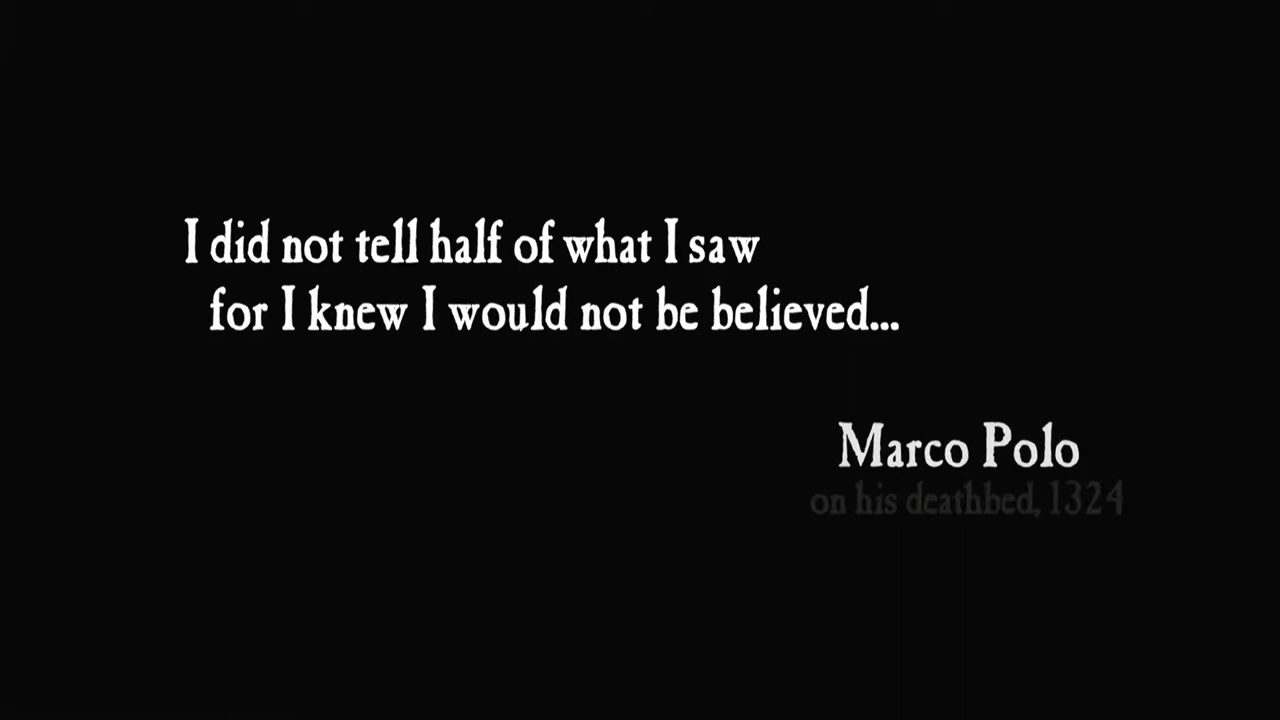 I did not tell half of what I saw
for I knew I would not be believed...
Marco Polo
on his deathbed, 1324